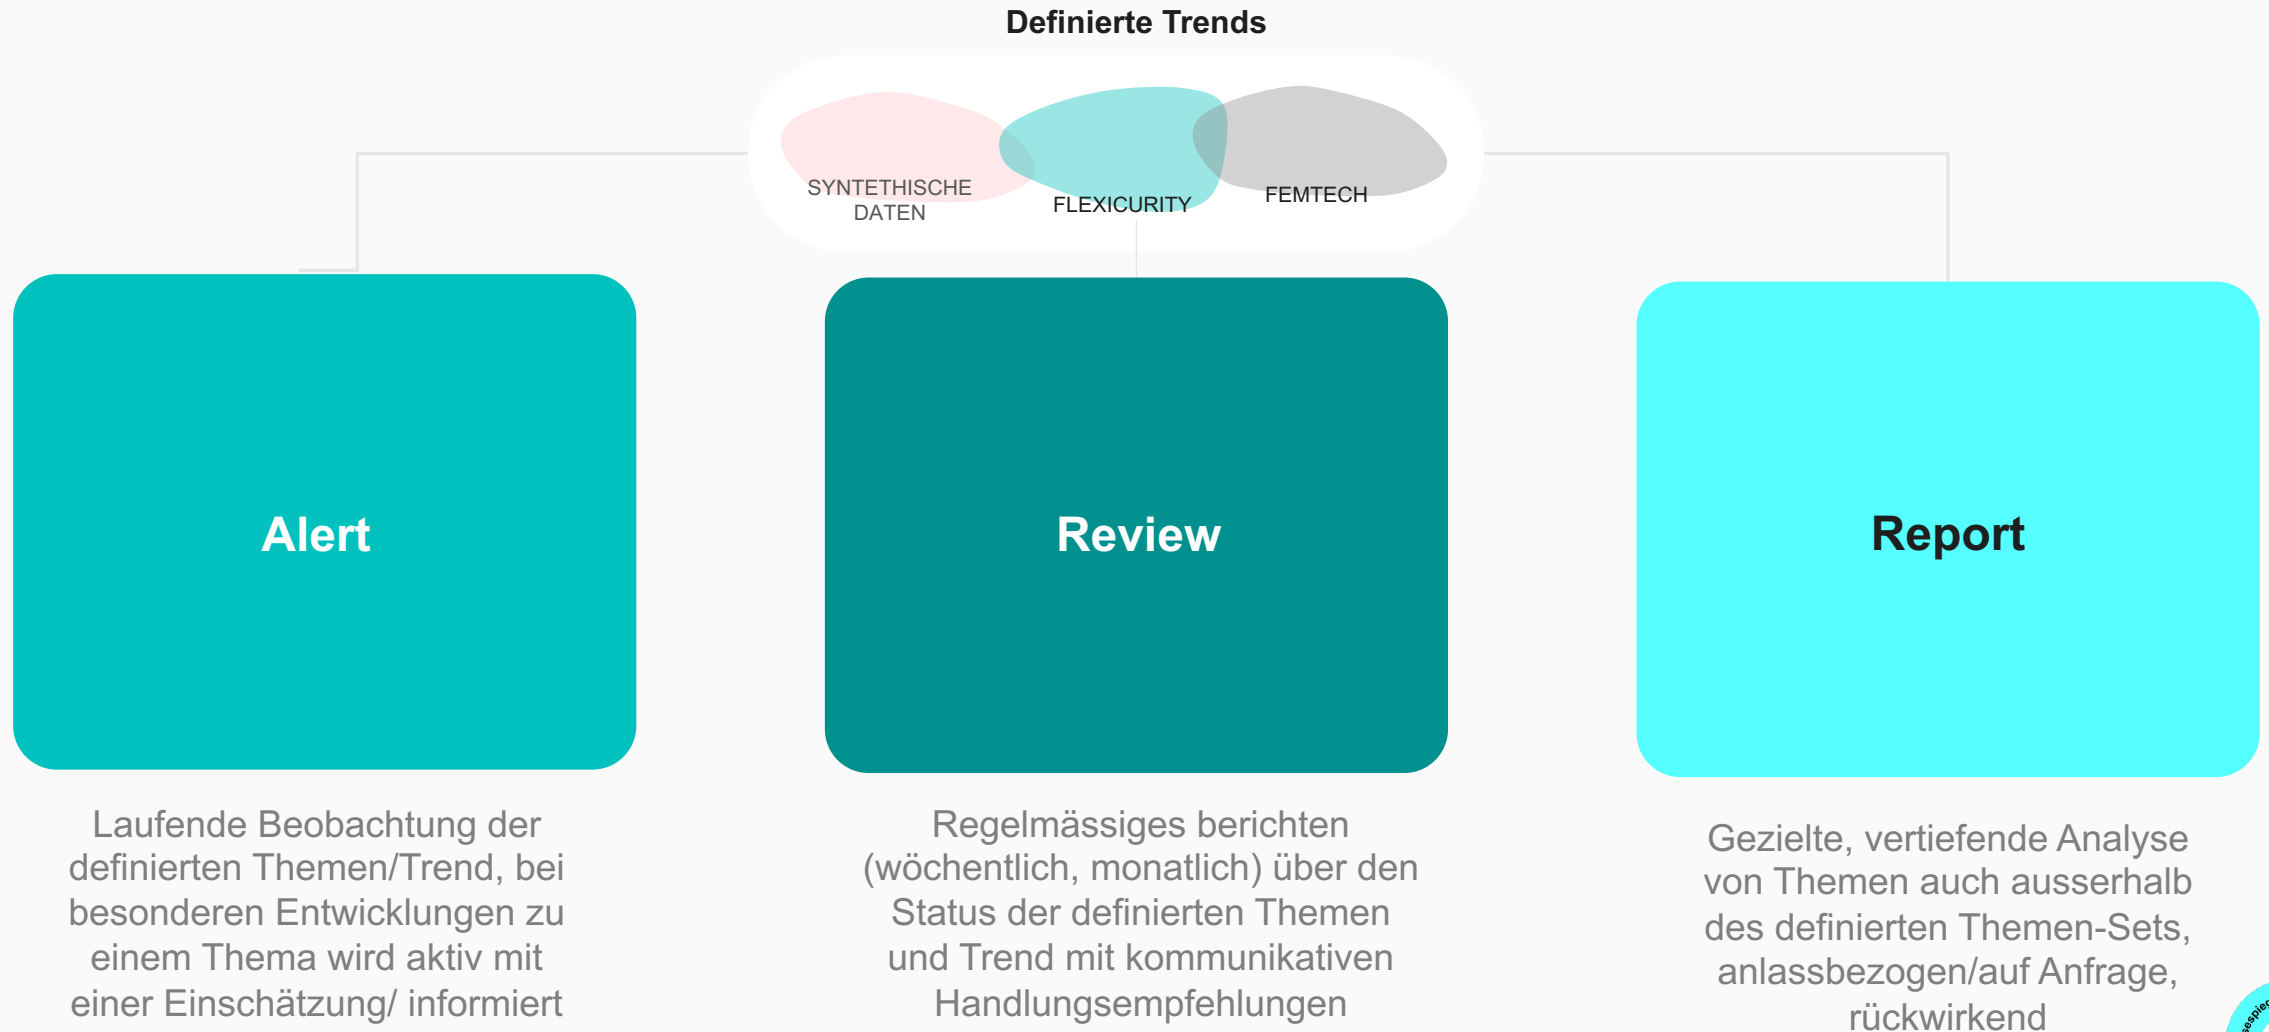 Definierte Trends
SYNTETHISCHE
DATEN
FLEXICURITY
FEMTECH
Alert
Review
Report
Laufende Beobachtung der
definierten Themen/Trend, bei
besonderen Entwicklungen zu
einem Thema wird aktiv mit
einer Einschätzung/ informiert
Regelmässiges berichten
(wöchentlich, monatlich) über den
Status der definierten Themen
und Trend mit kommunikativen
Handlungsempfehlungen
Gezielte, vertiefende Analyse
von Themen auch ausserhalb
des definierten Themen-Sets,
anlassbezogen/auf Anfrage,
rückwirkend